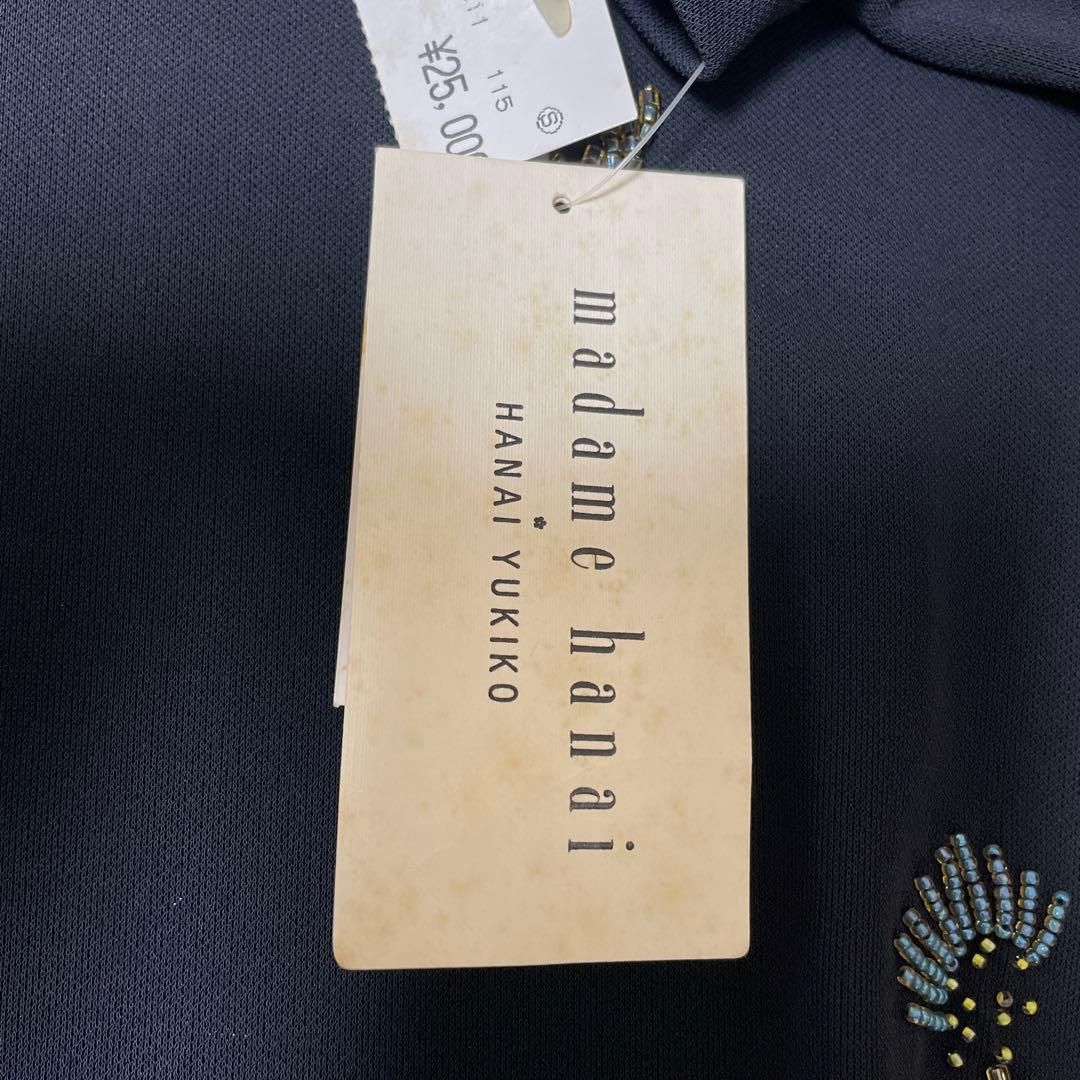 115
Ⓢ
¥25,00
madame hanai
HANAI YUKIKO